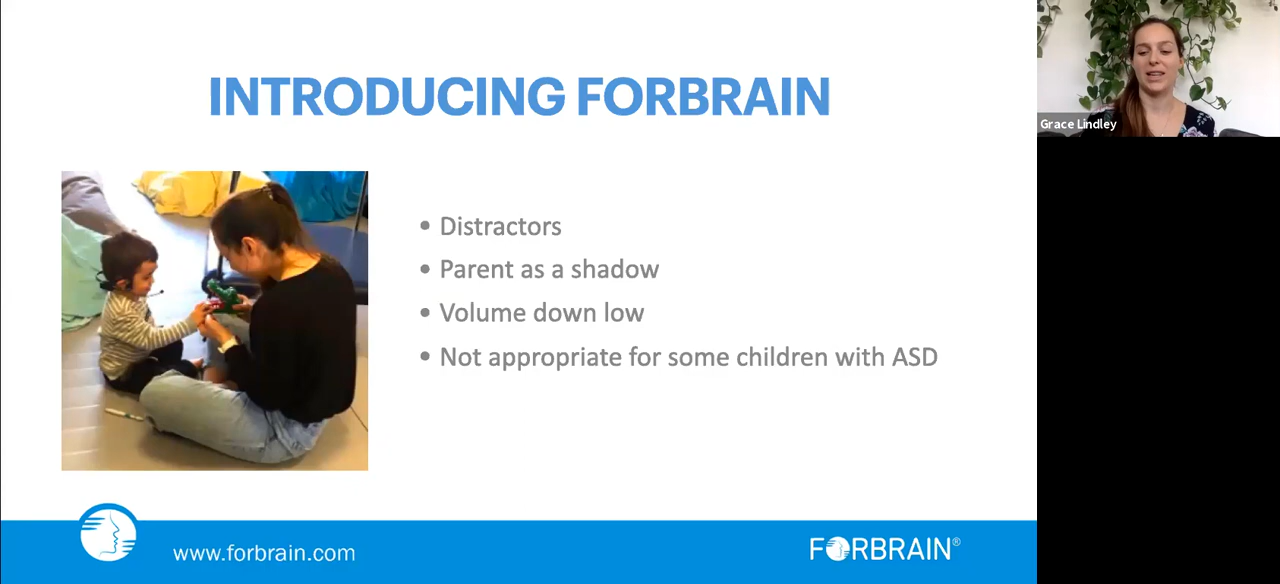 INTRODUCING FORBRAIN
Grace Lindley
• Distractors
• Parent as a shadow
• Volume down low
• Not appropriate for some children with ASD
www.forbrain.com
FORBRAIN®